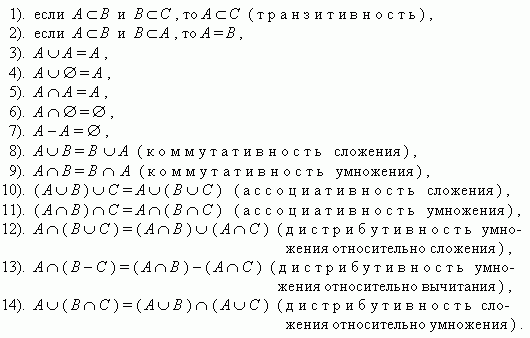 1). если A⊂B и B⊂C, то A⊂C (транзитивность),
2). если A⊂B и B⊂A, то A=B,
3). A∪A=A,
4). A∪∅=A,
5). A∩A=A,
6). A∩∅=∅,
7). A−A=∅,
8). A∪B=B∪A (коммутативность сложения),
9). A∩B=B∩A (коммутативность умножения),
10). (A∪B)∪C=A∪(B∪C) (ассоциативность сложения),
11). (A∩B)∩C=A∩(B∩C) (ассоциативность умножения),
12). A∩(B∪C)=(A∩B)∪(A∩C) (дистрибутивность умно-
жения относительно сложения),
13). A∩(B−C)=(A∩B)−(A∩C) (дистрибутивность умно-
жения относительно вычитания),
14). A∪(B∩C)=(A∪B)∩(A∪C) (дистрибутивность сло-
жения относительно умножения).